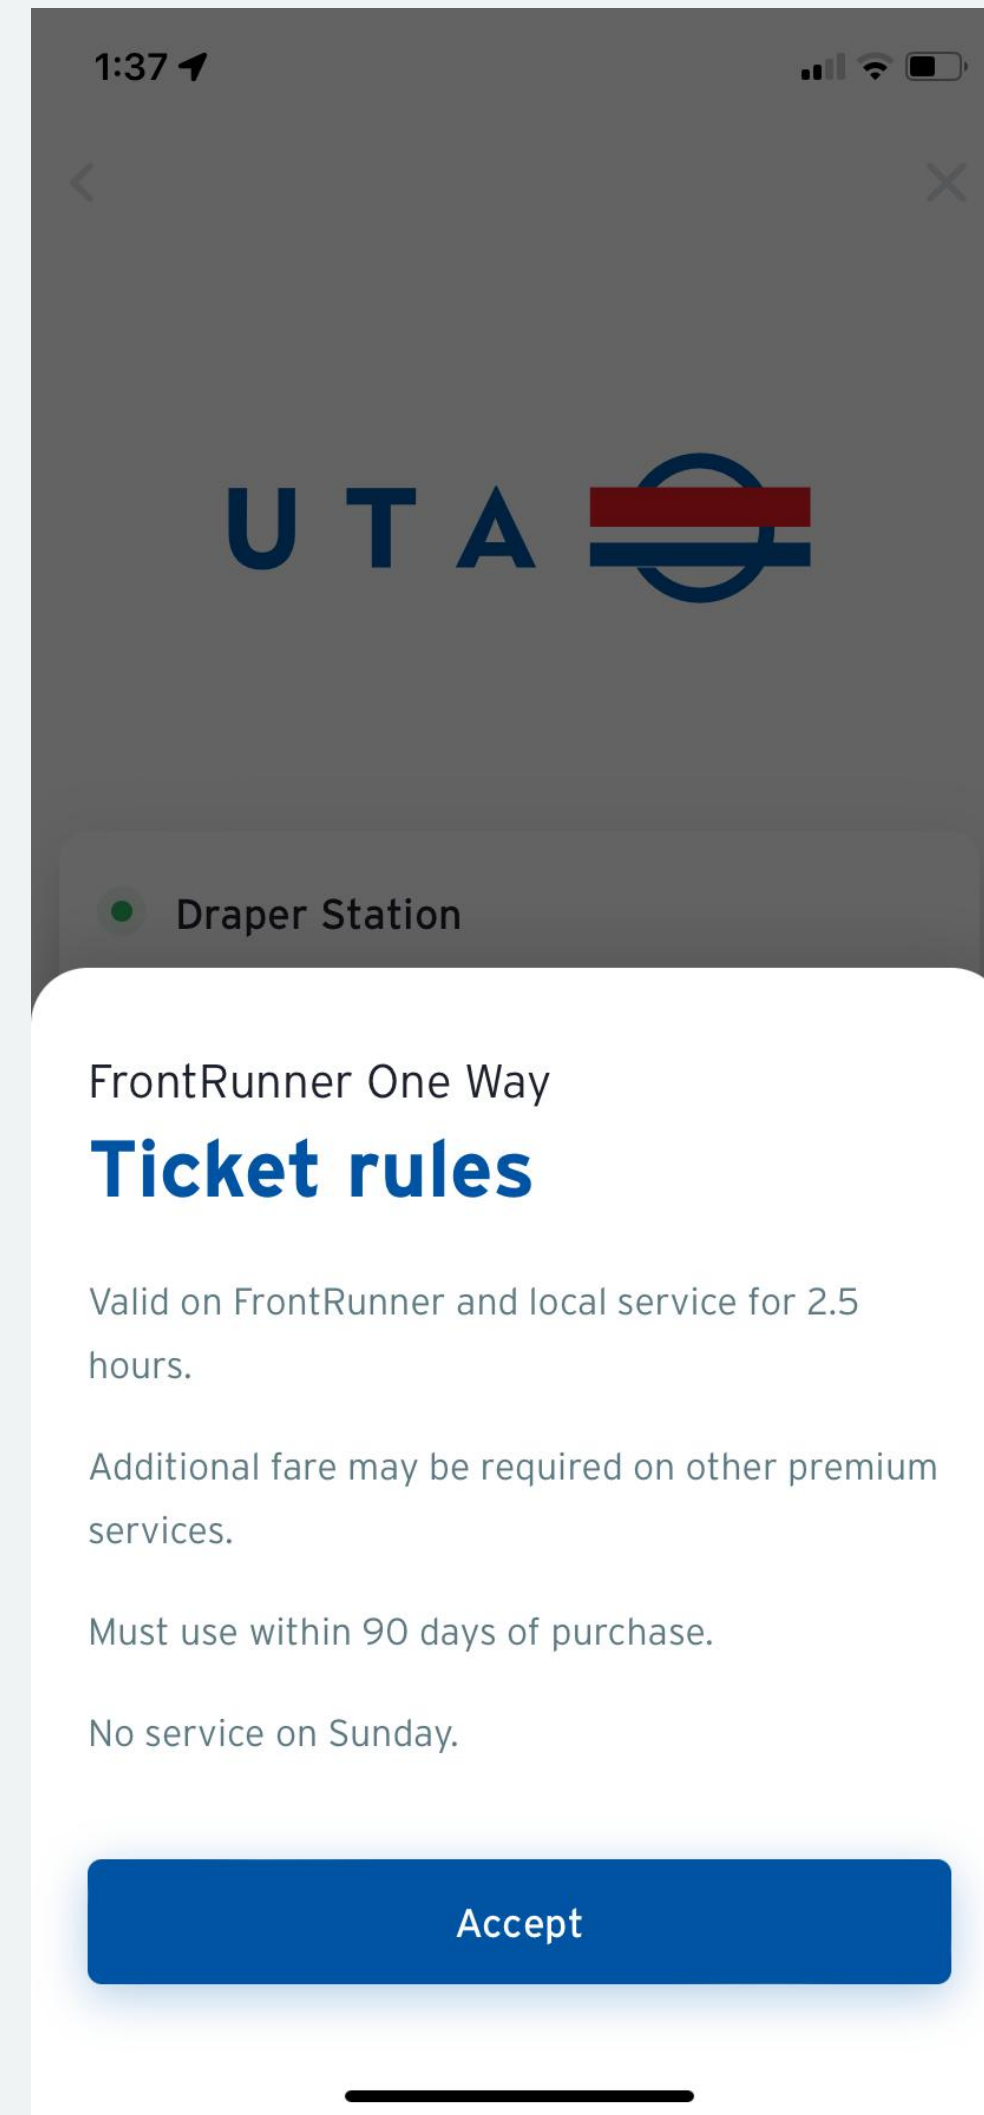 1:37
UTA
Draper Station
FrontRunner One Way
Ticket rules
Valid on FrontRunner and local service for 2.5
hours.
Additional fare may be required on other premium
services.
Must use within 90 days of purchase.
No service on Sunday.
Accept